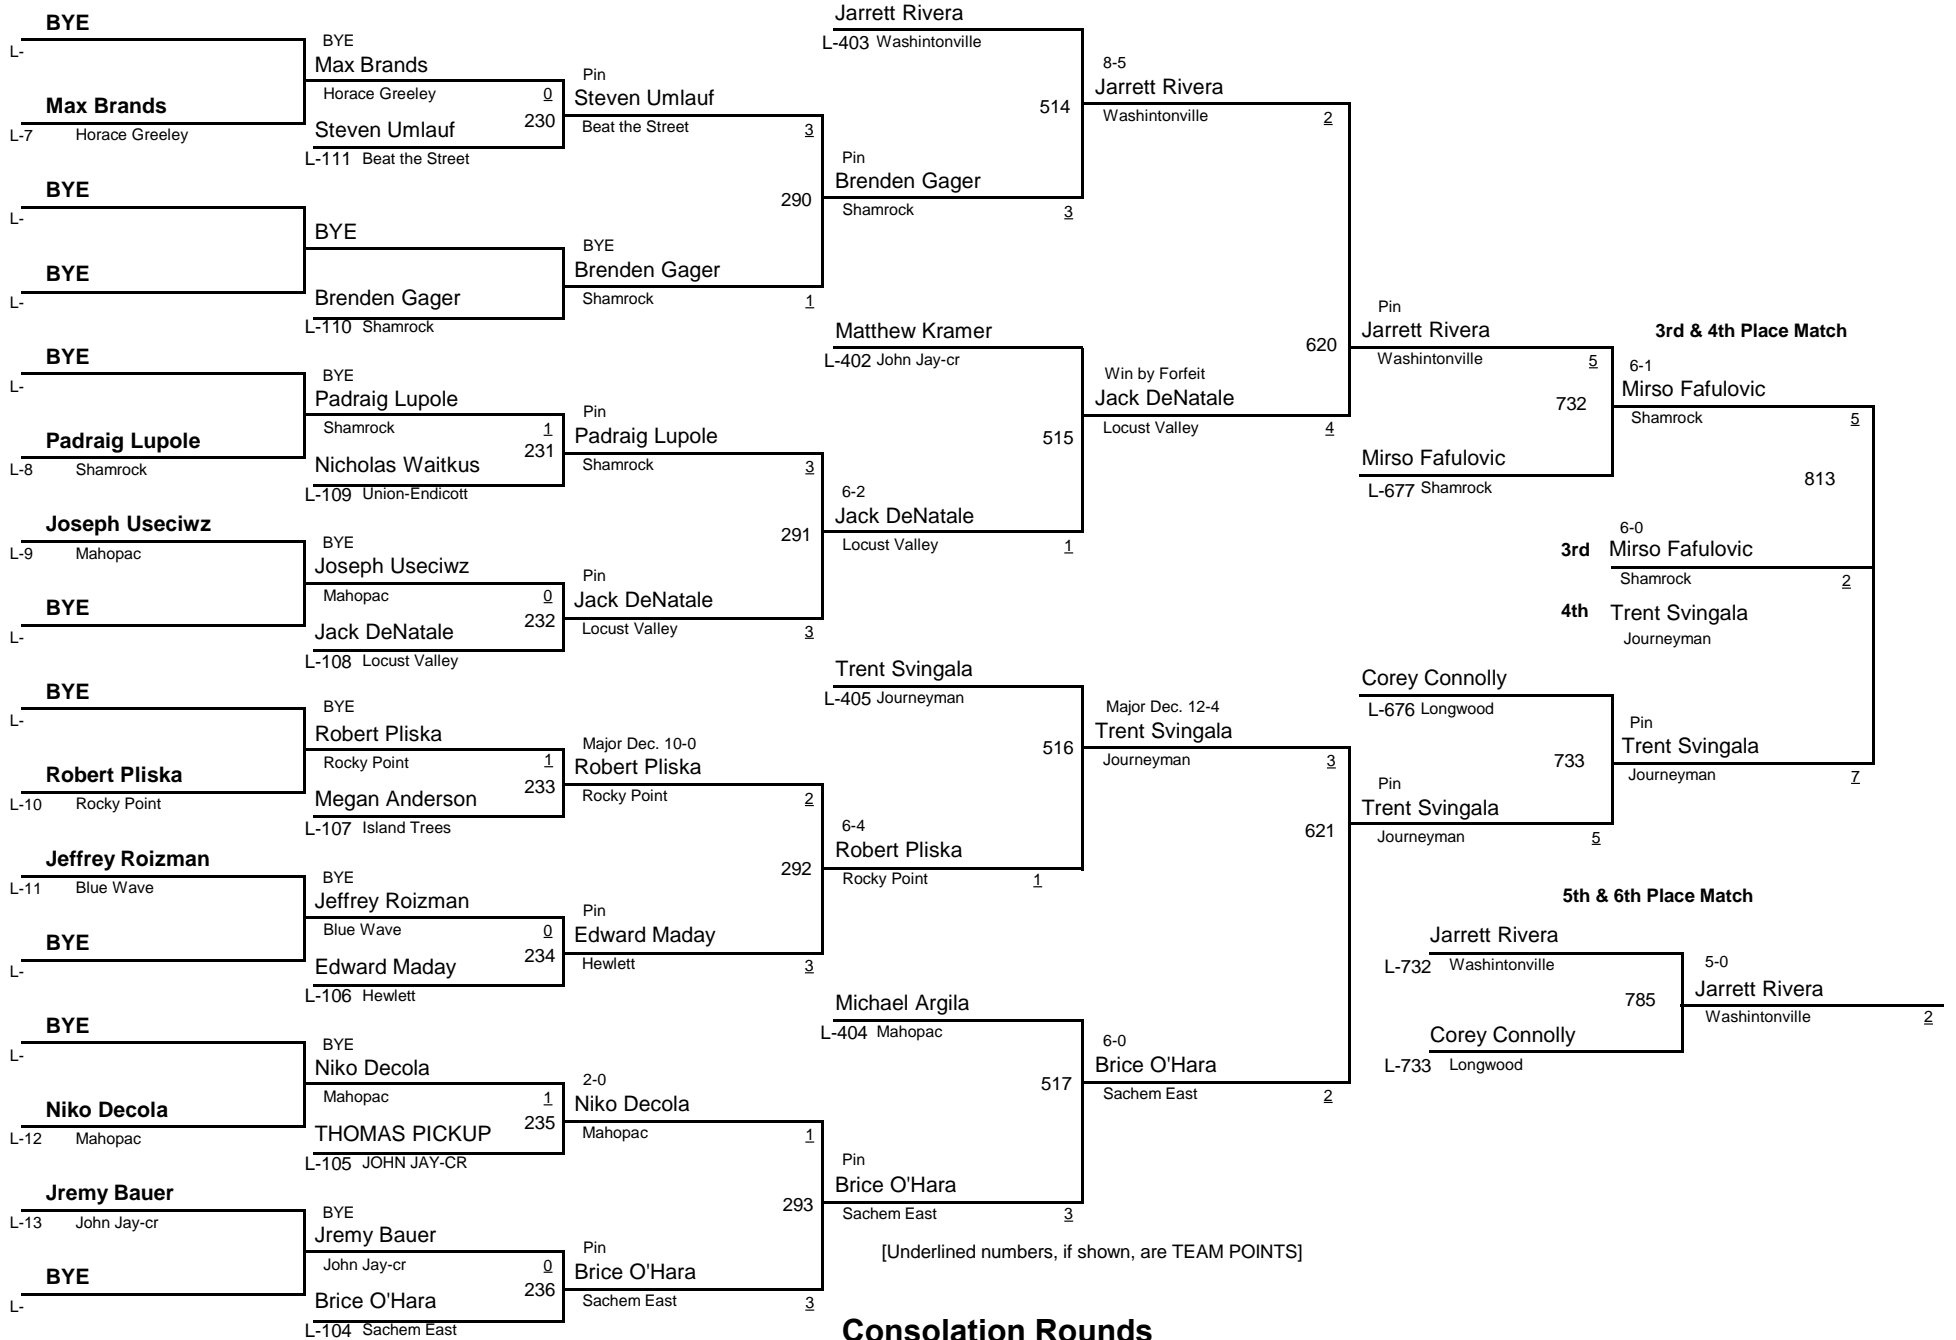 BYE
L-
Max Brands
L-7 Horace Greeley
BYE
L-
BYE
L-
BYE
L-
Padraig Lupole
L-8 Shamrock
Joseph Useciwz
L-9 Mahopac
BYE
L-
BYE
L-
Robert Pliska
L-10 Rocky Point
Jeffrey Roizman
L-11 Blue Wave
BYE
L-
BYE
L-
Niko Decola
L-12 Mahopac
Jremy Bauer
L-13 John Jay-cr
BYE
L-
BYE
Max Brands
Horace Greeley 0
230
Steven Umlauf
L-111 Beat the Street
BYE
Brenden Gager
L-110 Shamrock
BYE
Padraig Lupole
Shamrock 1
231
Nicholas Waitkus
L-109 Union-Endicott
BYE
Joseph Useciwz
Mahopac 0
232
Jack DeNatale
L-108 Locust Valley
BYE
Robert Pliska
Rocky Point 1
233
Megan Anderson
L-107 Island Trees
BYE
Jeffrey Roizman
Blue Wave 0
234
Edward Maday
L-106 Hewlett
BYE
Niko Decola
Mahopac 1
235
THOMAS PICKUP
L-105 JOHN JAY-CR
BYE
Jremy Bauer
John Jay-cr 0
236
Brice O'Hara
L-104 Sachem East
Pin
Steven Umlauf
Beat the Street 3
290
BYE
Brenden Gager
Shamrock 1
Pin
Padraig Lupole
Shamrock 3
291
Pin
Jack DeNatale
Locust Valley 3
Major Dec. 10-0
Robert Pliska
Rocky Point 2
292
Pin
Edward Maday
Hewlett 3
2-0
Niko Decola
Mahopac 1
293
Pin
Brice O'Hara
Sachem East 3
Jarrett Rivera
L-403 Washintonville
514
Pin
Brenden Gager
Shamrock 3
Matthew Kramer
L-402 John Jay-cr
515
6-2
Jack DeNatale
Locust Valley 1
Trent Svingala
L-405 Journeyman
516
6-4
Robert Pliska
Rocky Point 1
Michael Argila
L-404 Mahopac
517
Pin
Brice O'Hara
Sachem East 3
8-5
Jarrett Rivera
Washintonville 2
620
Win by Forfeit
Jack DeNatale
Locust Valley 4
Major Dec. 12-4
Trent Svingala
Journeyman 3
621
6-0
Brice O'Hara
Sachem East 2
Pin
Jarrett Rivera
Washintonville 5
732
Mirso Fafulovic
L-677 Shamrock
Corey Connolly
L-676 Longwood
733
Pin
Trent Svingala
Journeyman 5
3rd & 4th Place Match
6-1
Mirso Fafulovic
Shamrock 5
813
6-0
3rd Mirso Fafulovic
Shamrock 2
4th Trent Svingala
Journeyman
Pin
Trent Svingala
Journeyman 7
5th & 6th Place Match
Jarrett Rivera
L-732 Washintonville
785
Corey Connolly
L-733 Longwood
5-0
Jarrett Rivera
Washintonville 2
[Underlined numbers, if shown, are TEAM POINTS]
Consolation Rounds